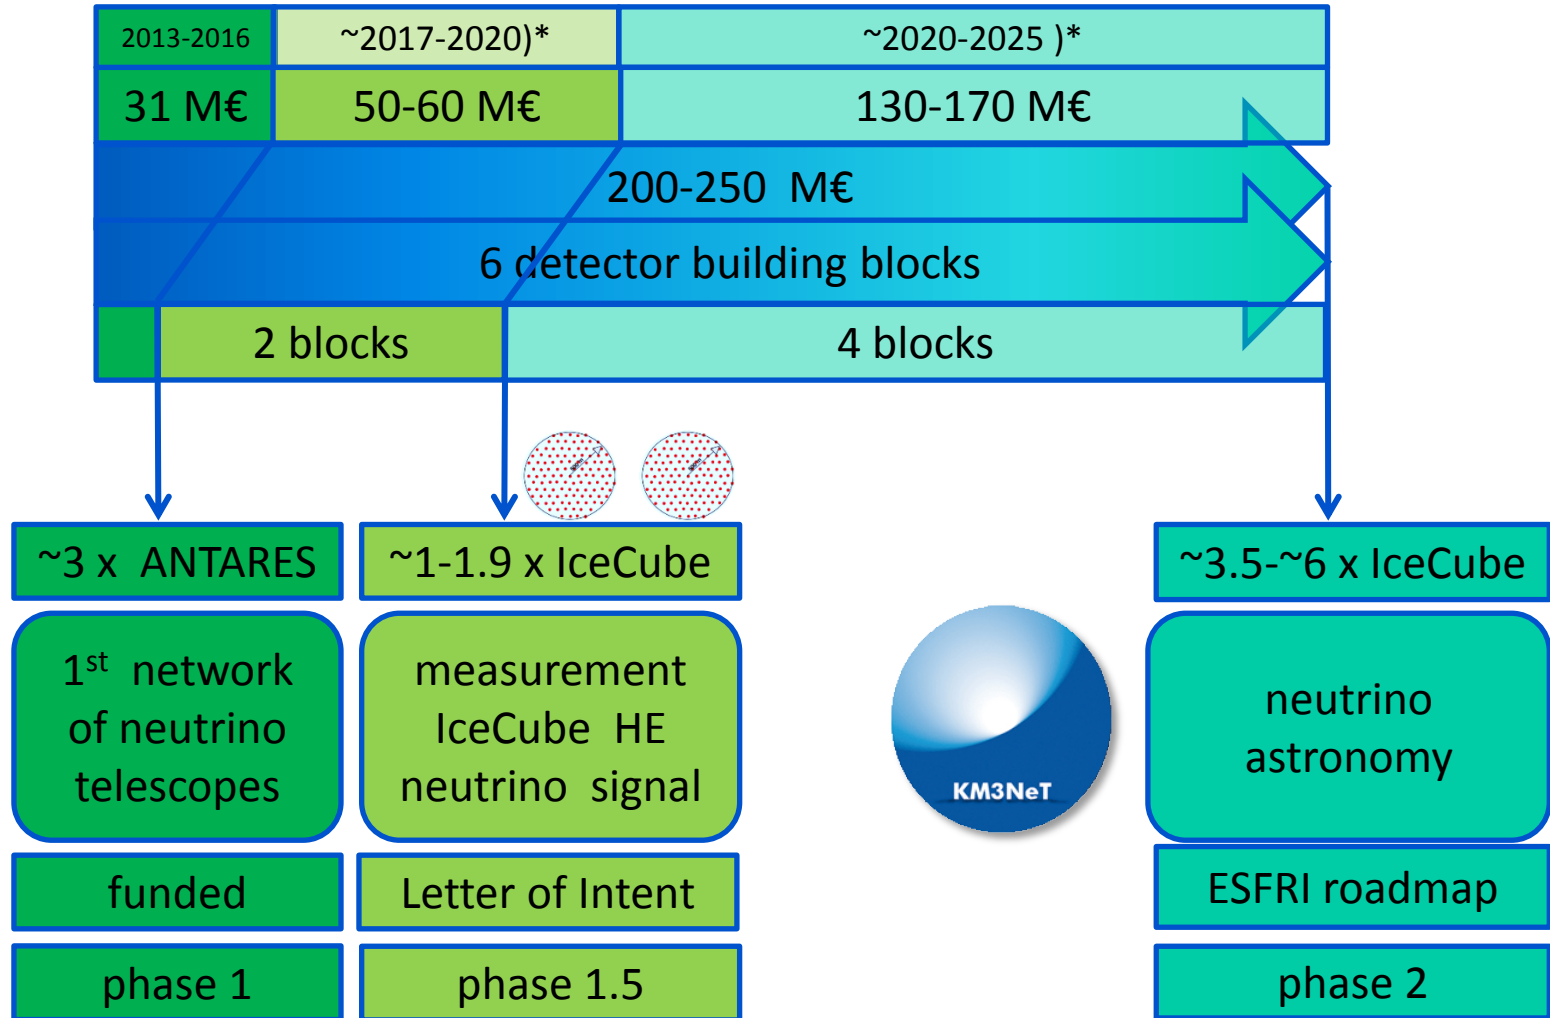 2013-2016
~2017-2020)*
~2020-2025 )*
31 M€
50-60 M€
130-170 M€
200-250 M€
6 detector building blocks
2 blocks
4 blocks
~3 x ANTARES
~1-1.9 x IceCube
~3.5-~6 x IceCube
1st network
of neutrino
telescopes
measurement
IceCube HE
neutrino signal
KM3NeT
neutrino
astronomy
funded
Letter of Intent
ESFRI roadmap
phase 1
phase 1.5
phase 2